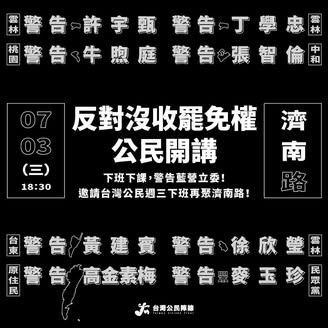 雲林 警告 許宇甄 警告 丁學忠 雲林
桃園 警告 牛煦庭 警告 張智倫 中和
07
03
(三)
18:30
反對沒收罷免權
公民開講
下班下課，警告藍營立委！
邀請台灣公民週三下班再聚濟南路！
濟南路
台東 警告 黃建賓 警告 徐欣瑩
原住民 警告 高金素梅 警告 麥玉珍 民眾黨
台灣公民陣線